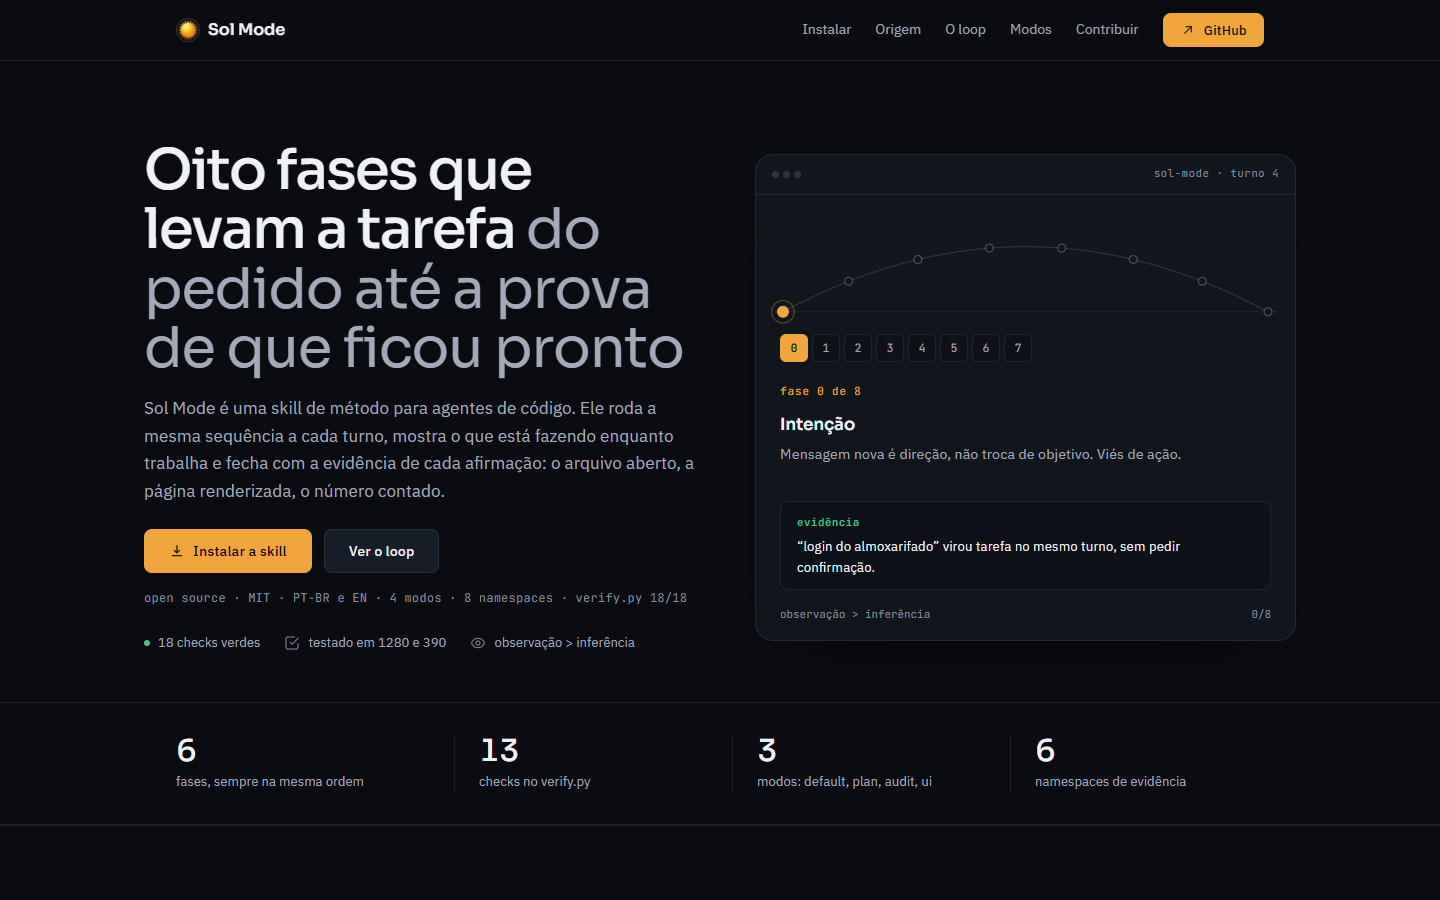 Sol Mode
Instalar
Origem
O loop
Modos
Contribuir
GitHub
Oito fases que
levam a tarefa do
pedido até a prova
de que ficou pronto
Sol Mode é uma skill de método para agentes de código. Ele roda a
mesma sequência a cada turno, mostra o que está fazendo enquanto
trabalha e fecha com a evidência de cada afirmação: o arquivo aberto, a
página renderizada, o número contado.
Instalar a skill
Ver o loop
open source · MIT · PT-BR e EN · 4 modos · 8 namespaces · verify.py 18/18
18 checks verdes
testado em 1280 e 390
observação > inferência
sol-mode · turno 4
0 1 2 3 4 5 6 7
fase 0 de 8
Intenção
Mensagem nova é direção, não troca de objetivo. Viés de ação.
evidência
“login do almoxarifado” virou tarefa no mesmo turno, sem pedir
confirmação.
observação > inferência
0/8
6
fases, sempre na mesma ordem
13
checks no verify.py
3
modos: default, plan, audit, ui
6
namespaces de evidência